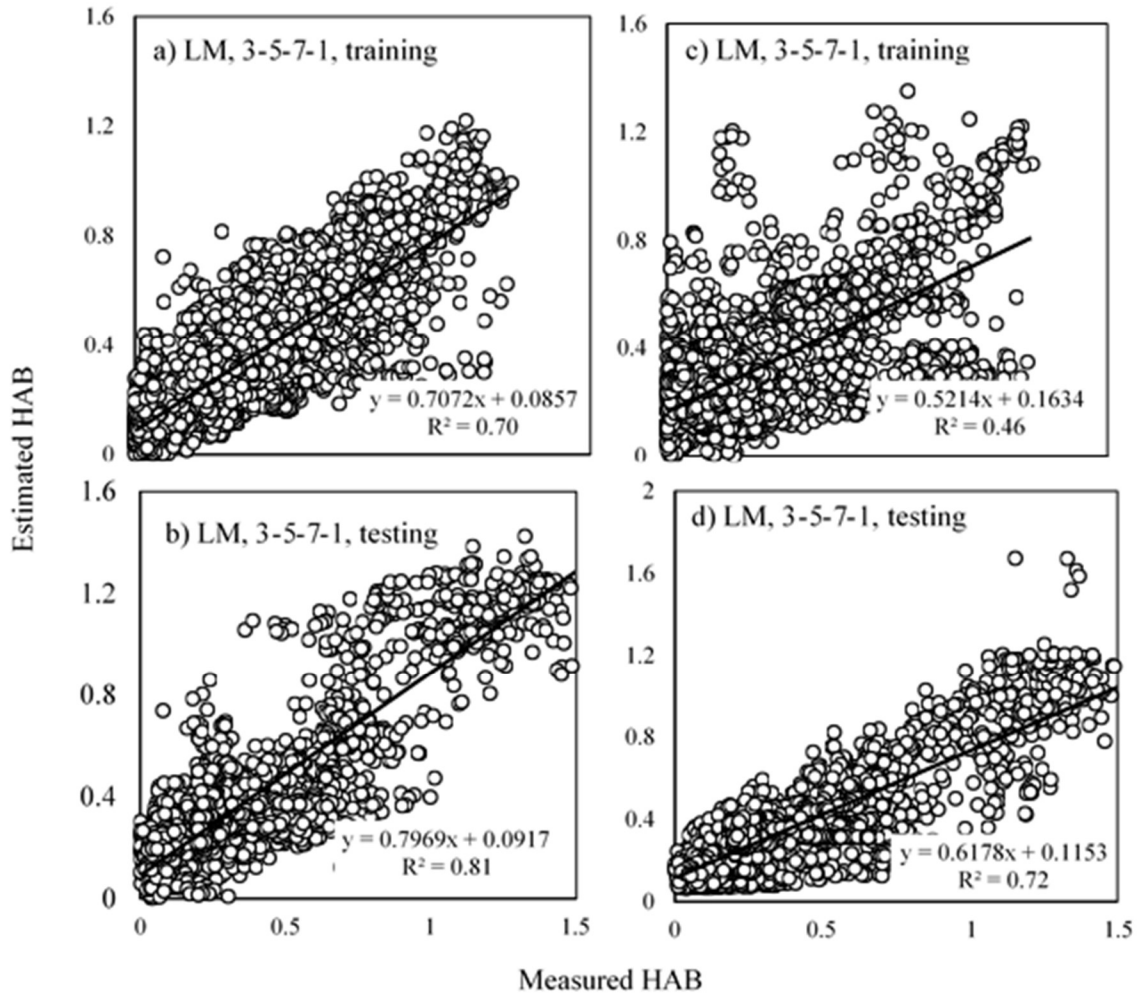 Estimated HAB
1.6
1.2
0.8
0.4
0
a) LM, 3-5-7-1, training
y = 0.7072x + 0.0857
R² = 0.70
1.6
1.2
0.8
0.4
0
c) LM, 3-5-7-1, training
y = 0.5214x + 0.1634
R² = 0.46
1.6
1.2
0.8
0.4
0
b) LM, 3-5-7-1, testing
y = 0.7969x + 0.0917
R² = 0.81
0 0.5 1 1.5
2
1.6
1.2
0.8
0.4
0
d) LM, 3-5-7-1, testing
y = 0.6178x + 0.1153
R² = 0.72
0 0.5 1 1.5
Measured HAB